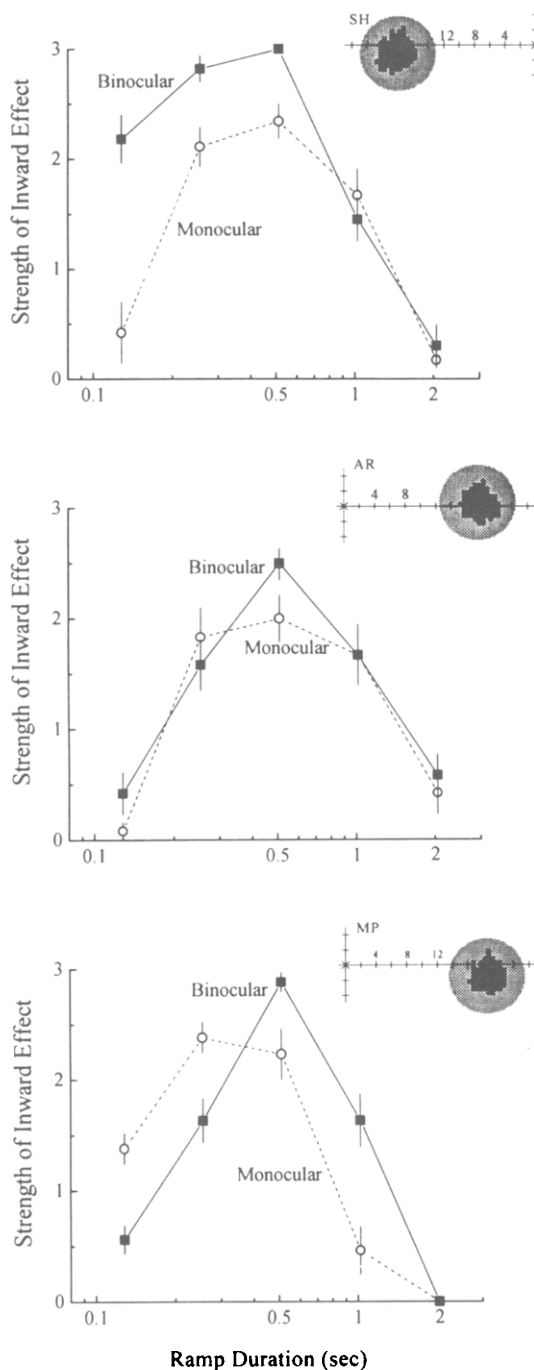 SH
12 8 4
3
Binocular
2
Monocular
1
0
0.1 0.5 1 2
Strength of Inward Effect
AR
4 8
3
Binocular
2
Monocular
1
0
0.1 0.5 1 2
Strength of Inward Effect
MP
4 8 12
3
Binocular
2
Monocular
1
0
0.1 0.5 1 2
Strength of Inward Effect
Ramp Duration (sec)